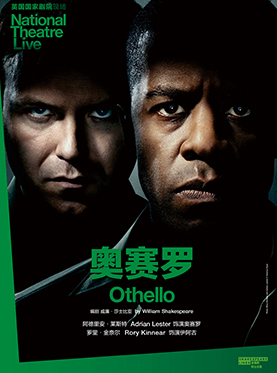 英国国家剧院现场
National
Theatre
Live
奥赛罗
Othello
编剧 威廉·莎士比亚 by William Shakespeare
阿德里安·莱斯特 Adrian Lester 饰演奥赛罗
罗里·金奈尔 Rory Kinnear 饰演伊阿古